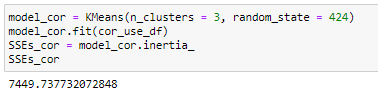 model_cor = KMeans(n_clusters = 3, random_state = 424)
model_cor.fit(cor_use_df)
SSEs_cor = model_cor.inertia_
SSEs_cor
7449.737732072848